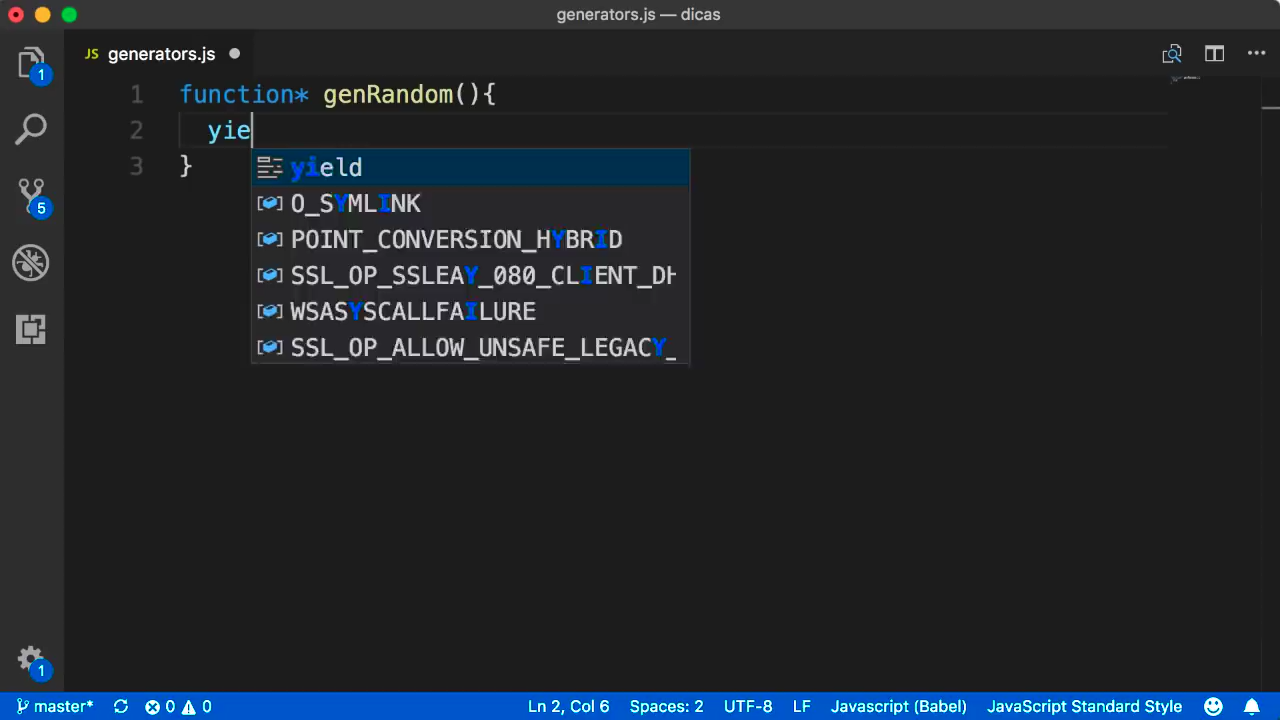 generators.js — dicas
JS generators.js
1
1 function* genRandom(){
2 yie
3 }
yield
O_SYMLINK
POINT_CONVERSION_HYBRID
SSL_OP_SSLEAY_080_CLIENT_DH
WSASYSCALLFAILURE
SSL_OP_ALLOW_UNSAFE_LEGACY_
5
1
master* 0 0 Ln 2, Col 6 Spaces: 2 UTF-8 LF Javascript (Babel) JavaScript Standard Style